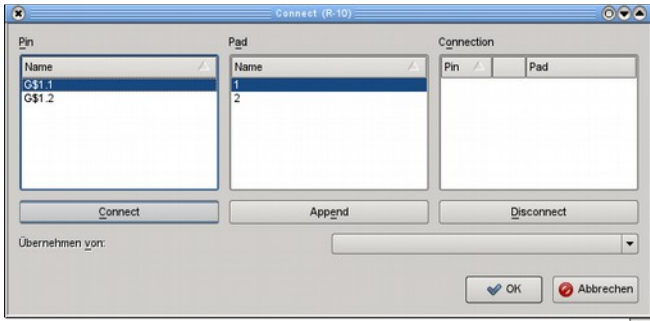 Connect (R-10)
Pin
Pad
Connection
Name
Name
Pin
Pad
G$1.1
1
G$1.2
2
Connect
Append
Disconnect
Übernehmen von:
OK
Abbrechen